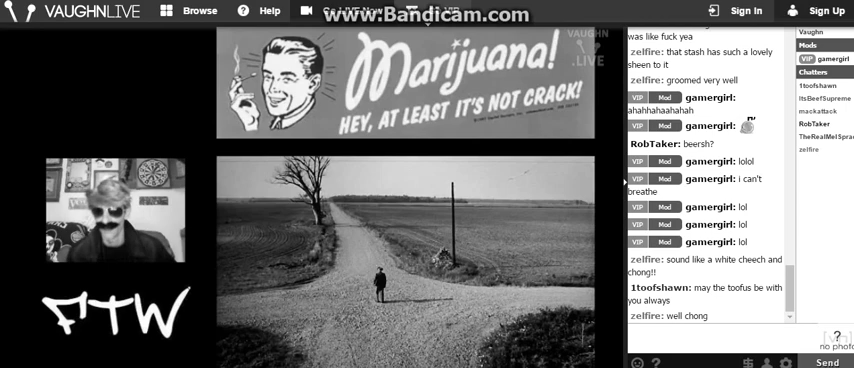 www.Bandicam.com
VAUGHNLIVE
Browse
Help
VIP
Sign In
Sign Up
Marijuana!
HEY, AT LEAST IT'S NOT CRACK!
VAUGHN
.LIVE
FTW
was like fuck yea
zelfire: that stash has such a lovely
sheen to it
zelfire: groomed very well
VIP Mod gamergirl:
ahahhahaahahah
VIP Mod gamergirl:
RobTaker: beersh?
VIP Mod gamergirl: lolol
VIP Mod gamergirl: i can't
breathe
VIP Mod gamergirl: lol
VIP Mod gamergirl: lol
VIP Mod gamergirl: lol
zelfire: sound like a white cheech and
chong!!
1toofshawn: may the toofus be with
you always
zelfire: well chong
Vaughn
Mods
VIP gamergirl
Chatters
1toofshawn
ItsBeefSupreme
mackattack
RobTaker
TheRealMelSpra
zelfire
?
no photo
Send